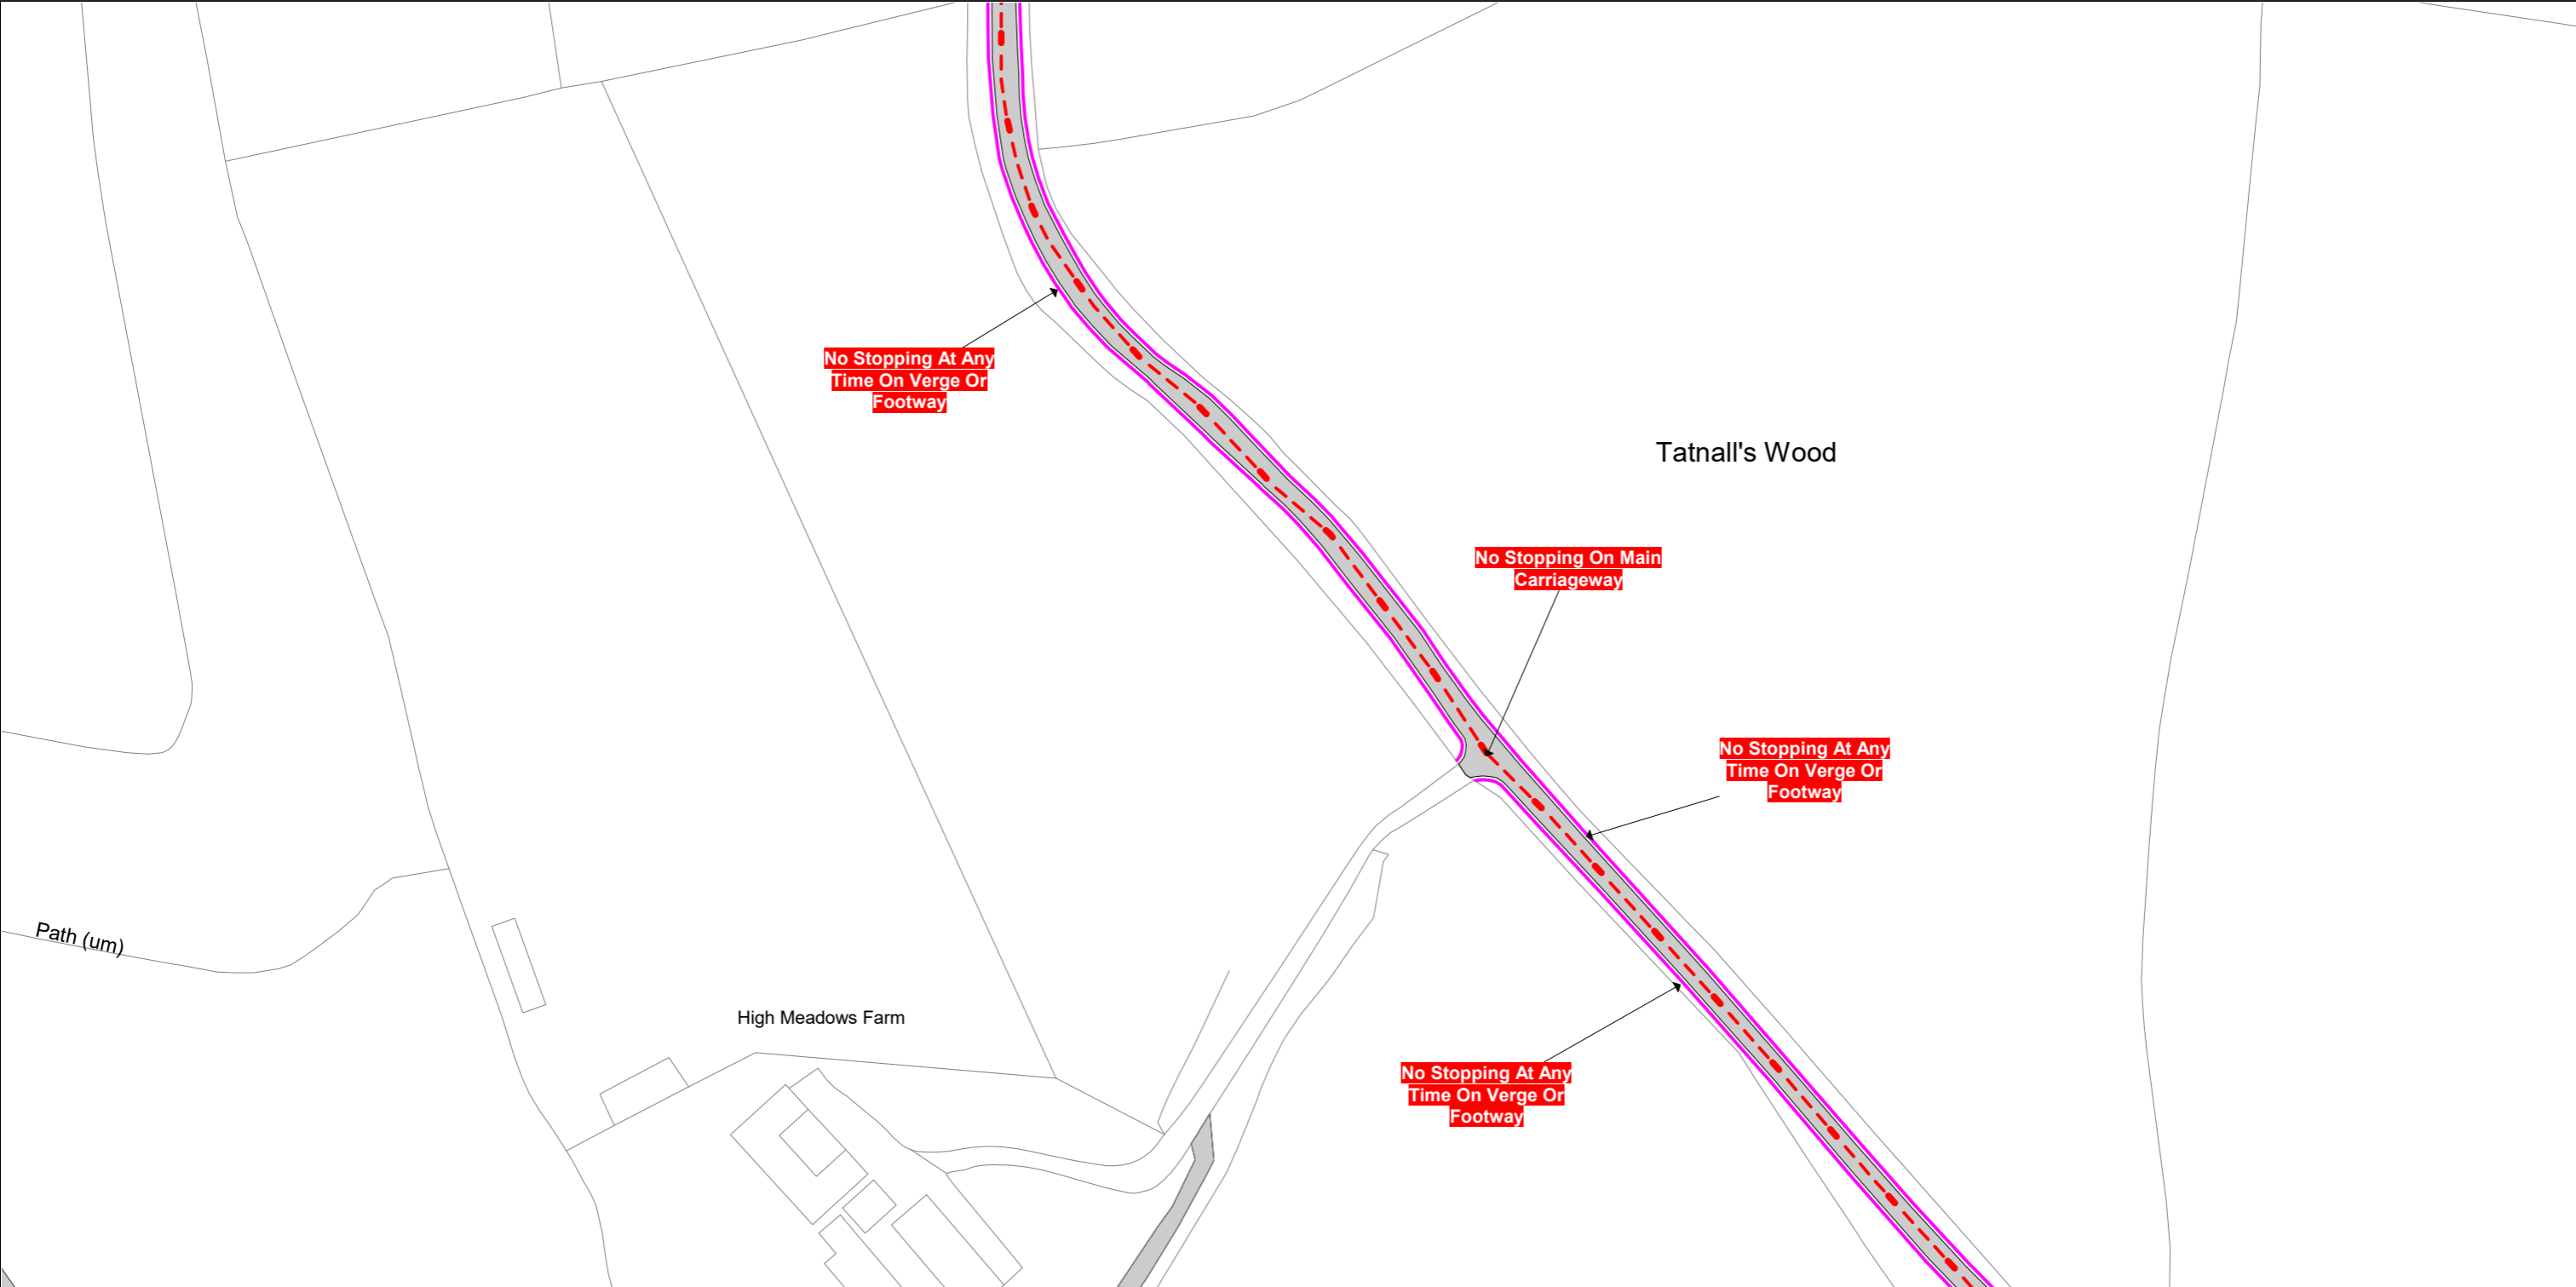 No Stopping At Any
Time On Verge Or
Footway
Tatnall's Wood
No Stopping On Main
Carriageway
No Stopping At Any
Time On Verge Or
Footway
Path (um)
High Meadows Farm
No Stopping At Any
Time On Verge Or
Footway